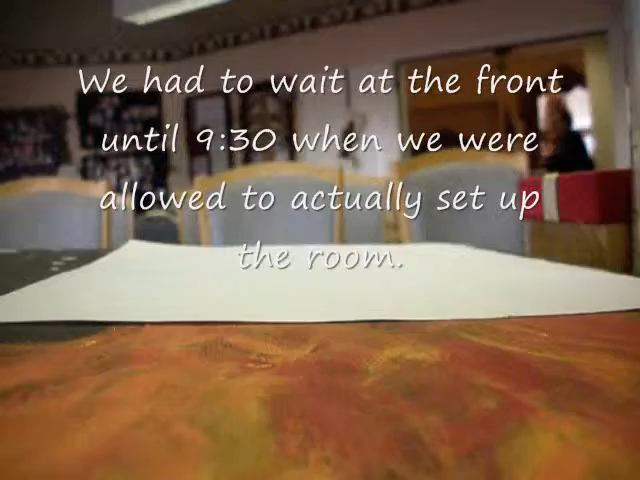 We had to wait at the front
until 9:30 when we were
allowed to actually set up
the room.